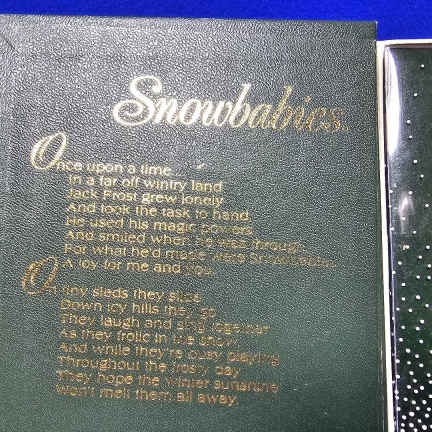 Snowbabies
Once upon a time
In a far off wintry land
Jack Frost grew lonely
And took the task to hand
He used his magic powers
And smiled when he was through
For what he'd made were Snowbabies
A joy for me and you.
On tiny sleds they slide
Down icy hills they go
They laugh and sing together
As they frolic in the snow
And while they're busy playing
Throughout the frosty day
They hope the winter sunshine
Won't melt them all away.